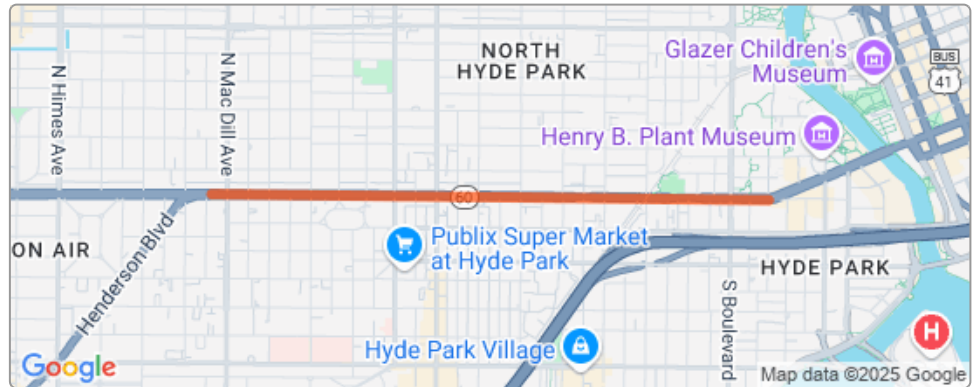 NORTH
HYDE PARK
Glazer Children's
Museum
BUS
41
N Himes Ave
N Mac Dill Ave
Henry B. Plant Museum
60
ON AIR
Henderson Blvd
Publix Super Market
at Hyde Park
HYDE PARK
S Boulevard
H
Hyde Park Village
Google
Map data ©2025 Google